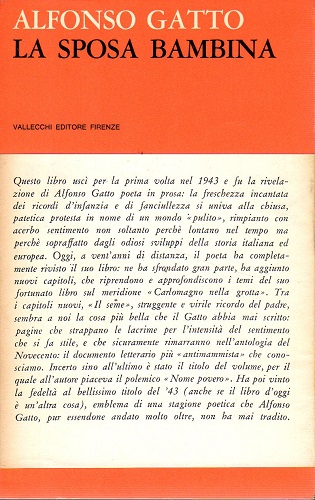 ALFONSO GATTO
LA SPOSA BAMBINA
VALLECCHI EDITORE FIRENZE
Questo libro uscì per la prima volta nel 1943 e fu la rivela-
zione di Alfonso Gatto poeta in prosa: la freschezza incantata
dei ricordi d'infanzia e di fanciullezza si univa alla chiusa,
patetica protesta in nome di un mondo «pulito», rimpianto con
acerbo sentimento non soltanto perchè lontano nel tempo ma
perchè sopraffatto dagli odiosi sviluppi della storia italiana ed
europea. Oggi, a vent'anni di distanza, il poeta ha completa-
mente rivisto il suo libro: ne ha sfrondato gran parte, ha aggiunto
nuovi capitoli, che riprendono e approfondiscono i temi del suo
fortunato libro sul meridione «Carlomagno nella grotta». Tra
i capitoli nuovi, «Il seme», struggente e virile ricordo del padre,
sembra a noi la cosa più bella che il Gatto abbia mai scritto:
pagine che strappano le lacrime per l'intensità del sentimento
che si fa stile, e che sicuramente rimarranno nell'antologia del
Novecento: il documento letterario più «antimammista» che cono-
sciamo. Incerto sino all'ultimo è stato il titolo del volume, per il
quale all'autore piaceva il polemico «Nome povero». Ha poi vinto
la fedeltà al bellissimo titolo del '43 (anche se il libro d'oggi
è un'altra cosa), emblema di una stagione poetica che Alfonso
Gatto, pur essendone andato molto oltre, non ha mai tradito.